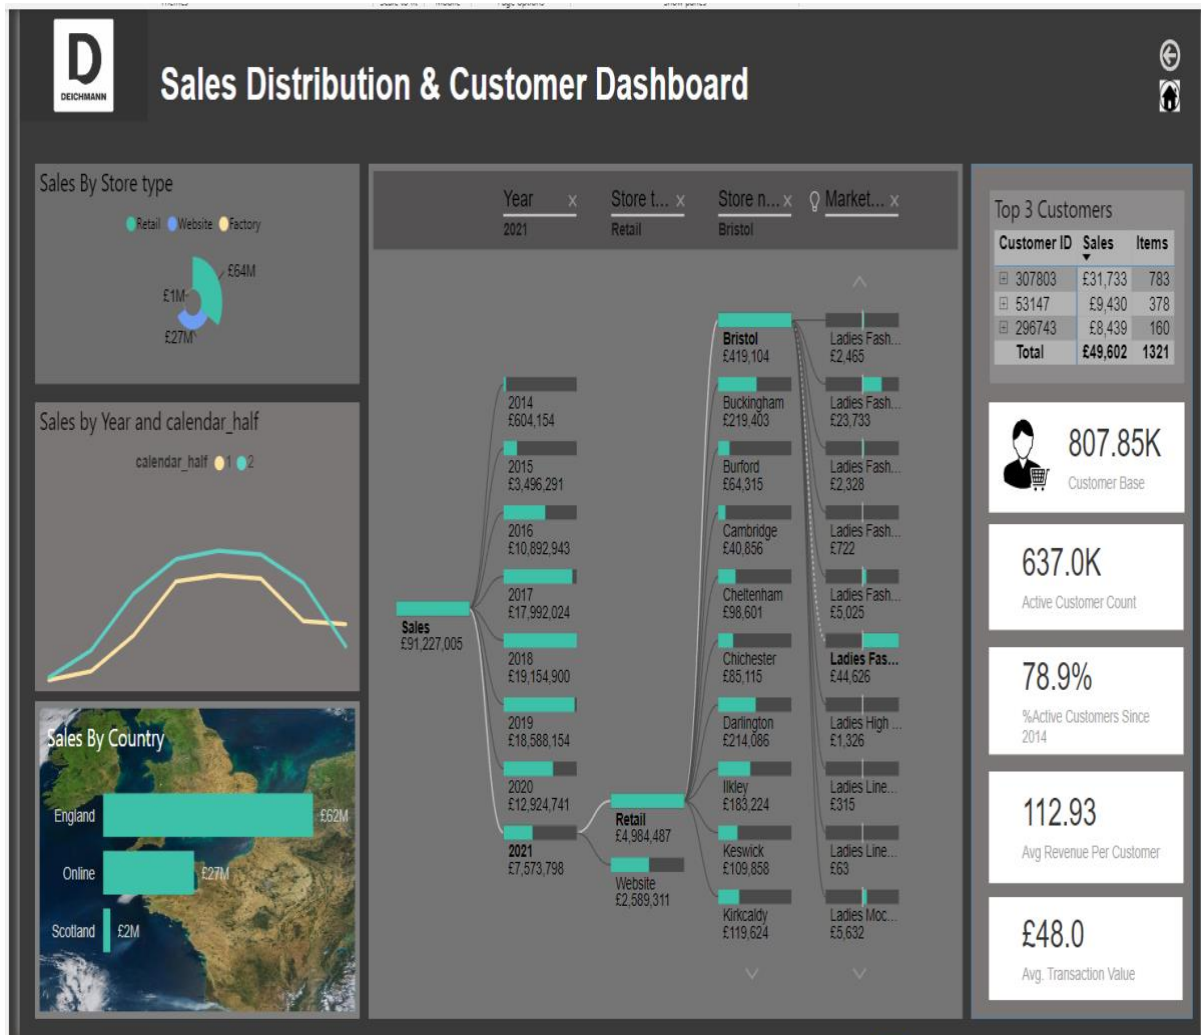 D
DEICHMANN
Sales Distribution & Customer Dashboard
Sales By Store type
Retail Website Factory
£64M
£1M
£27M
Sales by Year and calendar_half
calendar_half 1 2
Sales By Country
England £62M
Online £27M
Scotland £2M
Year × Store t... × Store n... × Market... ×
2021 Retail Bristol
Sales
£91,227,005
2014
£604,154
2015
£3,496,291
2016
£10,892,943
2017
£17,992,024
2018
£19,154,900
2019
£18,588,154
2020
£12,924,741
2021
£7,573,798
Retail
£4,984,487
Website
£2,589,311
Bristol
£419,104
Buckingham
£219,403
Burford
£64,315
Cambridge
£40,856
Cheltenham
£98,601
Chichester
£85,115
Darlington
£214,086
Ilkley
£183,224
Keswick
£109,858
Kirkcaldy
£119,624
Ladies Fash...
£2,465
Ladies Fash...
£23,733
Ladies Fash...
£2,328
Ladies Fash...
£722
Ladies Fash...
£5,025
Ladies Fas...
£44,626
Ladies High ...
£1,326
Ladies Line...
£315
Ladies Line...
£63
Ladies Moc...
£5,632
Top 3 Customers
Customer ID Sales Items
307803 £31,733 783
53147 £9,430 378
296743 £8,439 160
Total £49,602 1321
807.85K
Customer Base
637.0K
Active Customer Count
78.9%
%Active Customers Since
2014
112.93
Avg Revenue Per Customer
£48.0
Avg. Transaction Value